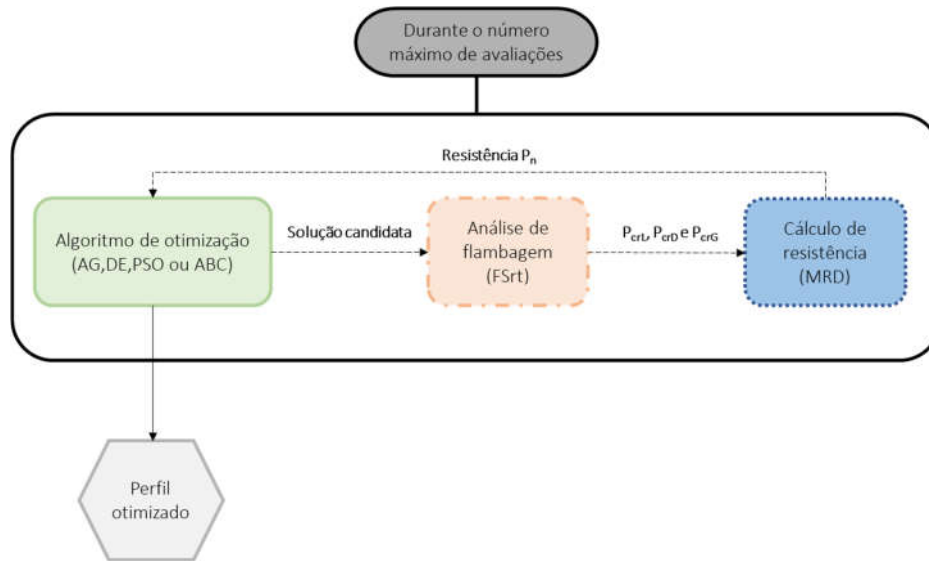 Durante o número
máximo de avaliações
Resistência Pn
Algoritmo de otimização
(AG,DE,PSO ou ABC)
Solução candidata
Análise de
flambagem
(FSrt)
PcrL, PcrD e PcrG
Cálculo de
resistência
(MRD)
Perfil
otimizado